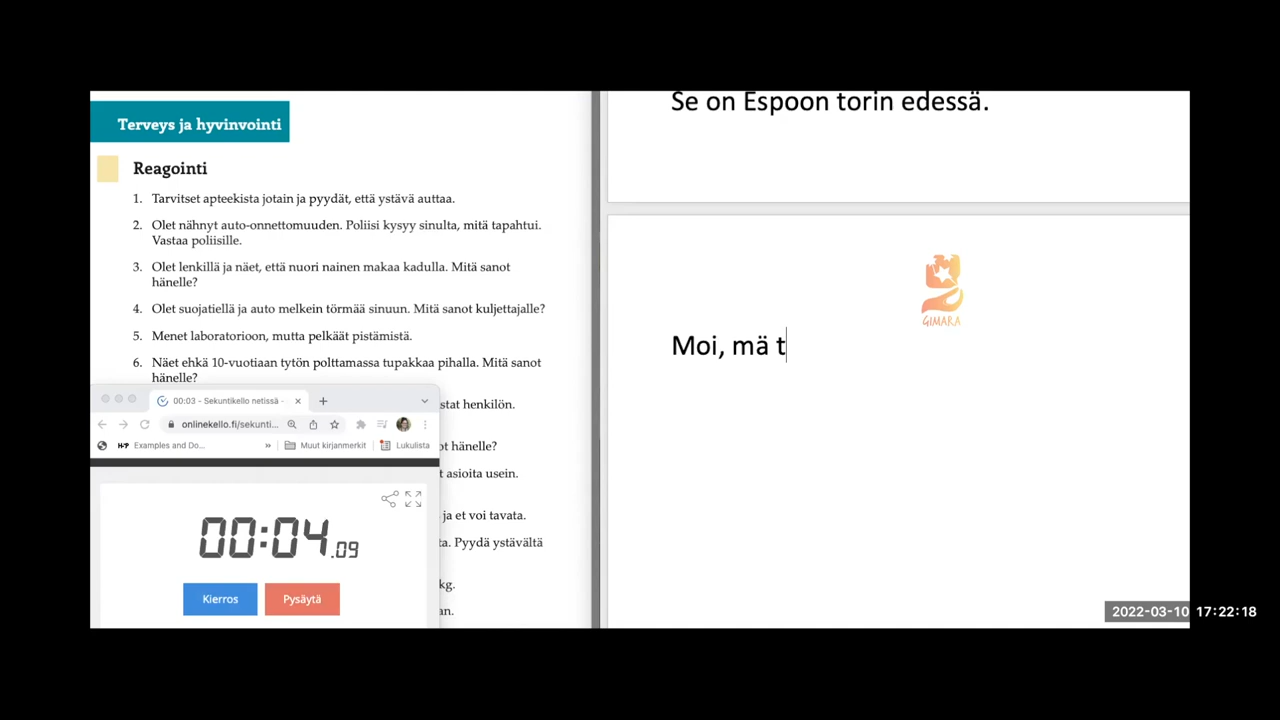 Terveys ja hyvinvointi
Reagointi
1. Tarvitset apteekista jotain ja pyydät, että ystävä auttaa.
2. Olet nähnyt auto-onnettomuuden. Poliisi kysyy sinulta, mitä tapahtui.
Vastaa poliisille.
3. Olet lenkillä ja näet, että nuori nainen makaa kadulla. Mitä sanot
hänelle?
4. Olet suojatiellä ja auto melkein törmää sinuun. Mitä sanot kuljettajalle?
5. Menet laboratorioon, mutta pelkäät pistämistä.
6. Näet ehkä 10-vuotiaan tytön polttamassa tupakkaa pihalla. Mitä sanot
hänelle?
stat henkilön.
ot hänelle?
t asioita usein.
ja et voi tavata.
ta. Pyydä ystävältä
kg.
an.
00:03 - Sekuntikello netissä -
onlinekello.fi/sekunti...
H+P Examples and Do...
»
Muut kirjanmerkit
Lukulista
00:04.09
Kierros
Pysäytä
Se on Espoon torin edessä.
GIMARA
Moi, mä t
2022-03-10 17:22:18